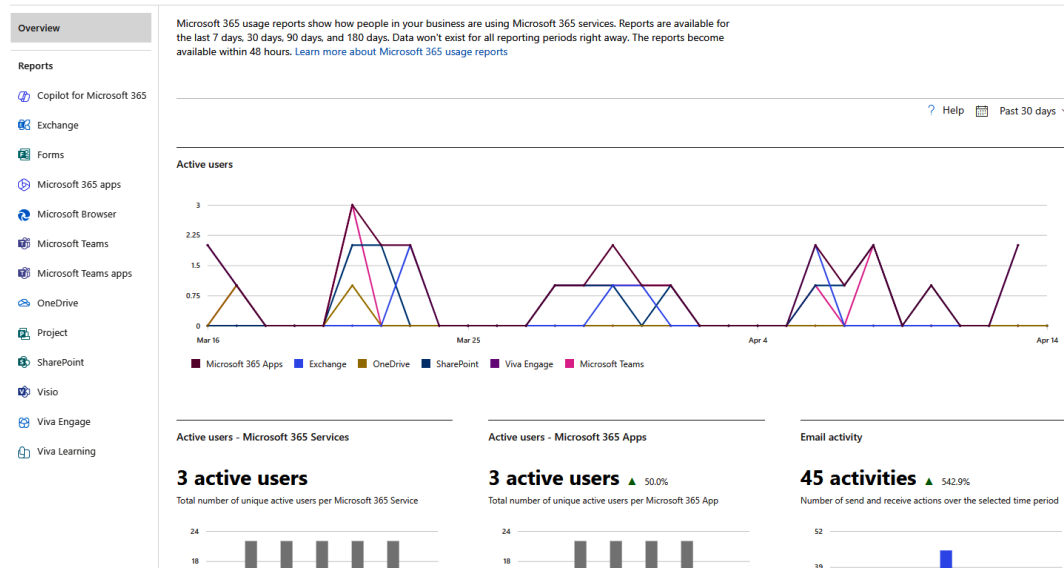 Overview
Reports
Copilot for Microsoft 365
Exchange
Forms
Microsoft 365 apps
Microsoft Browser
Microsoft Teams
Microsoft Teams apps
OneDrive
Project
SharePoint
Visio
Viva Engage
Viva Learning
Microsoft 365 usage reports show how people in your business are using Microsoft 365 services. Reports are available for
the last 7 days, 30 days, 90 days, and 180 days. Data won't exist for all reporting periods right away. The reports become
available within 48 hours. Learn more about Microsoft 365 usage reports
? Help Past 30 days
Active users
3
2.25
1.5
0.75
0
Mar 16 Mar 25 Apr 4 Apr 14
Microsoft 365 Apps Exchange OneDrive SharePoint Viva Engage Microsoft Teams
Active users - Microsoft 365 Services
3 active users
Total number of unique active users per Microsoft 365 Service
24
18
Active users - Microsoft 365 Apps
3 active users ▲ 50.0%
Total number of unique active users per Microsoft 365 App
24
18
Email activity
45 activities ▲ 542.9%
Number of send and receive actions over the selected time period
52
39